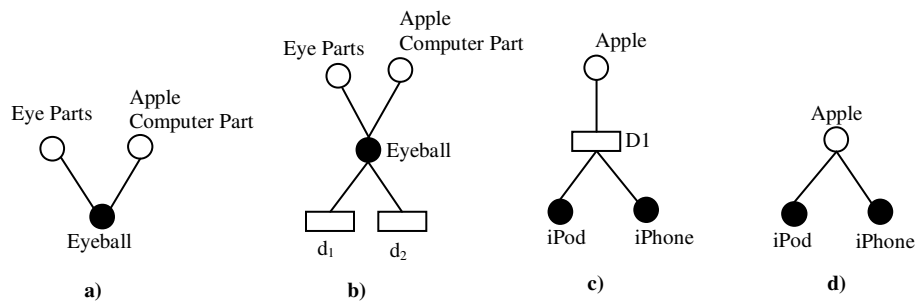 Eye Parts
Apple
Computer Part
Eyeball
a)
Eye Parts
Apple
Computer Part
Eyeball
d1
d2
b)
Apple
D1
iPod
iPhone
c)
Apple
iPod
iPhone
d)